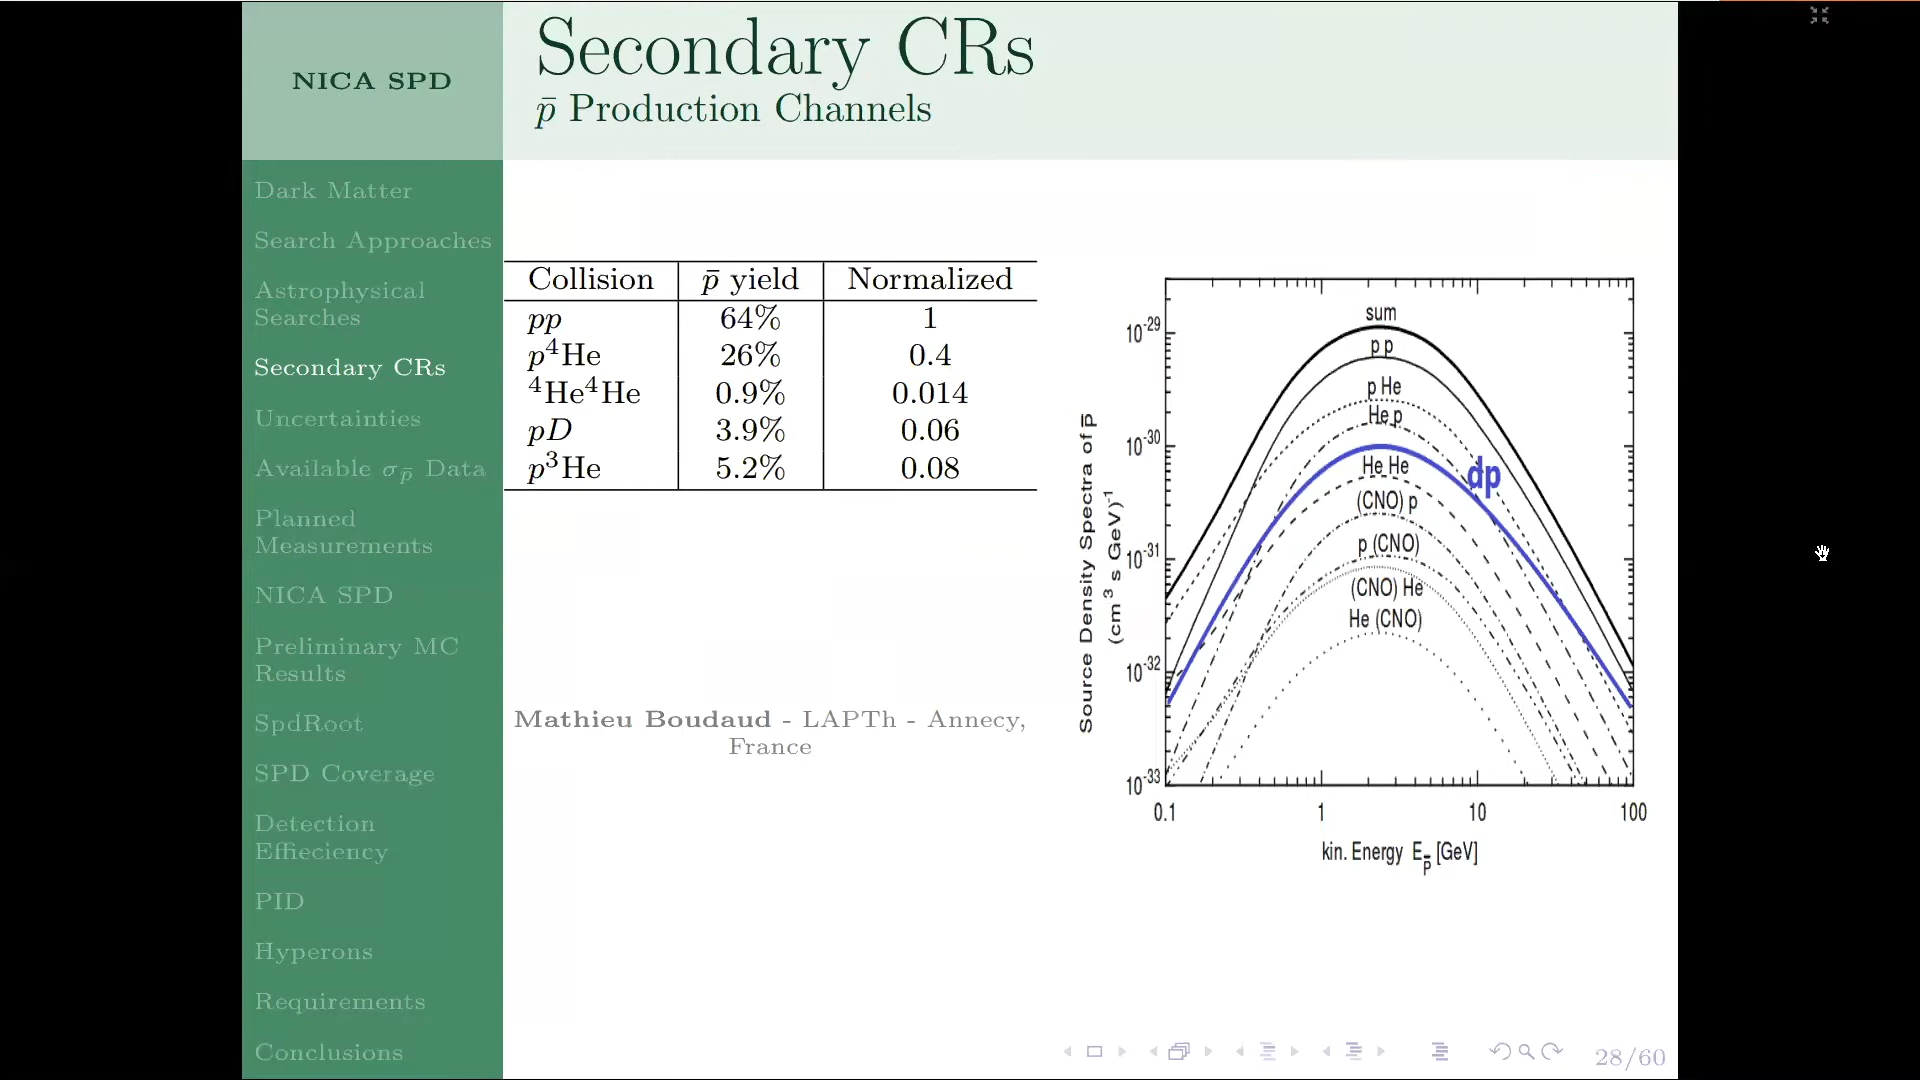 NICA SPD
Secondary CRs
p̄ Production Channels
Dark Matter
Search Approaches
Astrophysical
Searches
Secondary CRs
Uncertainties
Available σp̄ Data
Planned
Measurements
NICA SPD
Preliminary MC
Results
SpdRoot
SPD Coverage
Detection
Effieciency
PID
Hyperons
Requirements
Conclusions
Collision p̄ yield Normalized
pp 64% 1
p⁴He 26% 0.4
⁴He⁴He 0.9% 0.014
pD 3.9% 0.06
p³He 5.2% 0.08
Mathieu Boudaud - LAPTh - Annecy,
France
Source Density Spectra of P̄
(cm³ s GeV)⁻¹
10⁻²⁹
10⁻³⁰
10⁻³¹
10⁻³²
10⁻³³
sum
p p
p He
He p
dp
He He
(CNO) p
p (CNO)
(CNO) He
He (CNO)
0.1 1 10 100
kin. Energy Ep̄ [GeV]
28/60